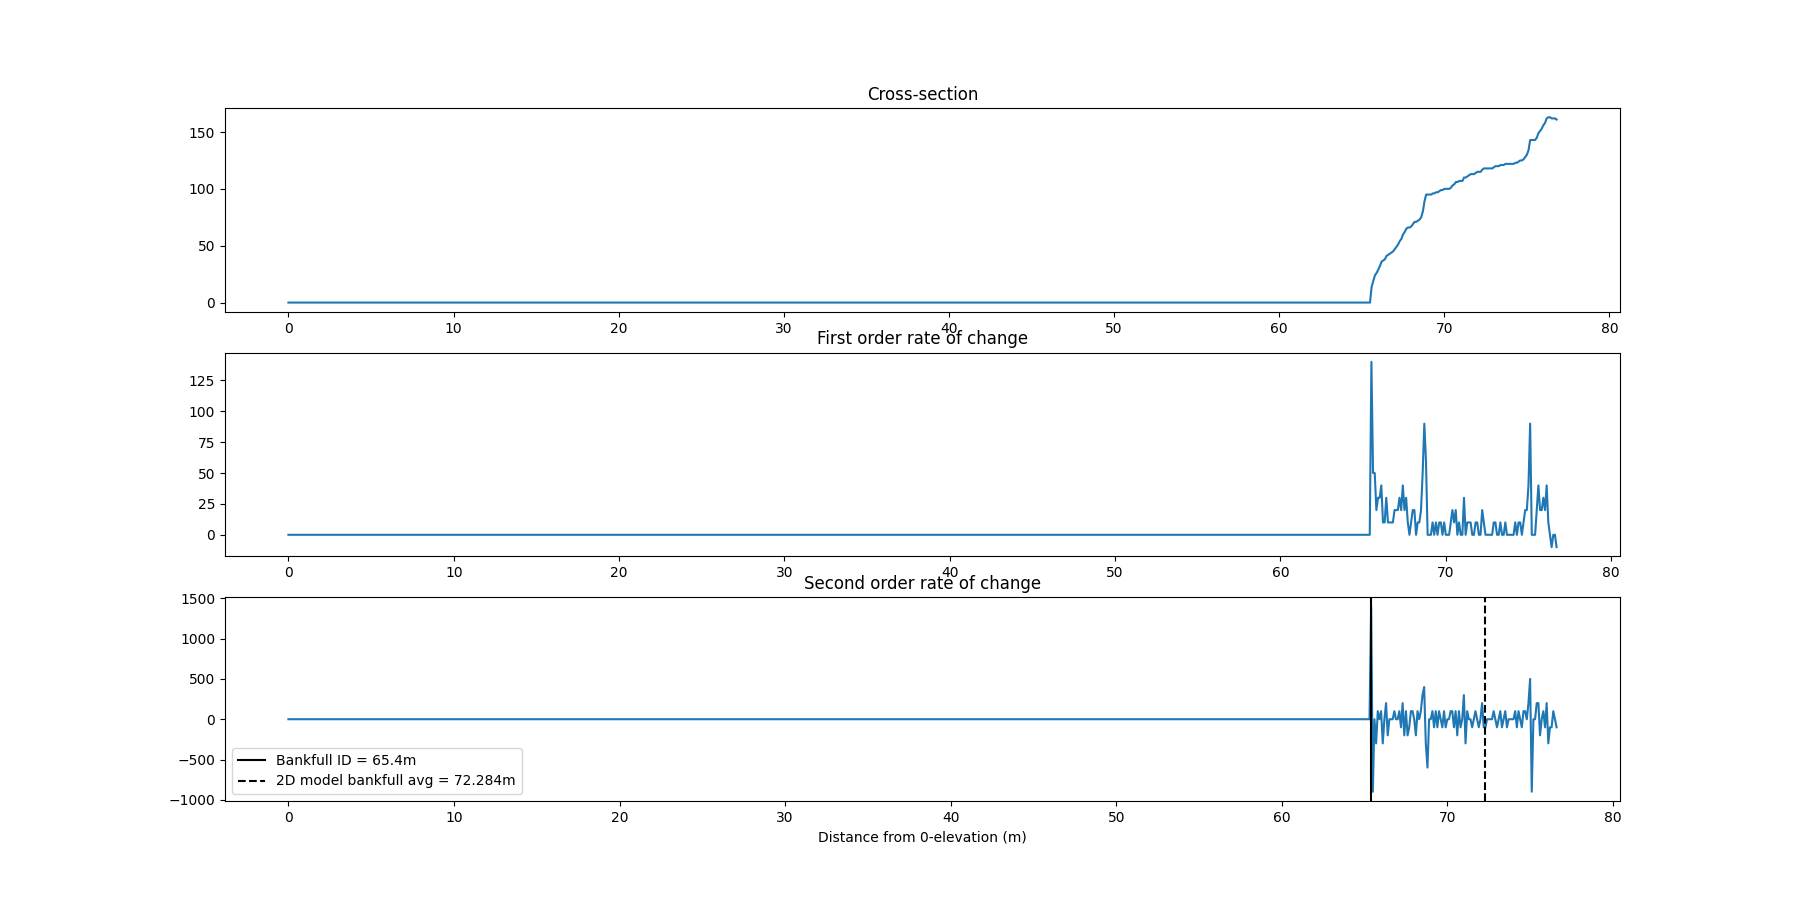 Cross-section
150
100
50
0
0 10 20 30 40 50 60 70 80
First order rate of change
125
100
75
50
25
0
0 10 20 30 40 50 60 70 80
Second order rate of change
1500
1000
500
0
−500
−1000
Bankfull ID = 65.4m
2D model bankfull avg = 72.284m
0 10 20 30 40 50 60 70 80
Distance from 0-elevation (m)